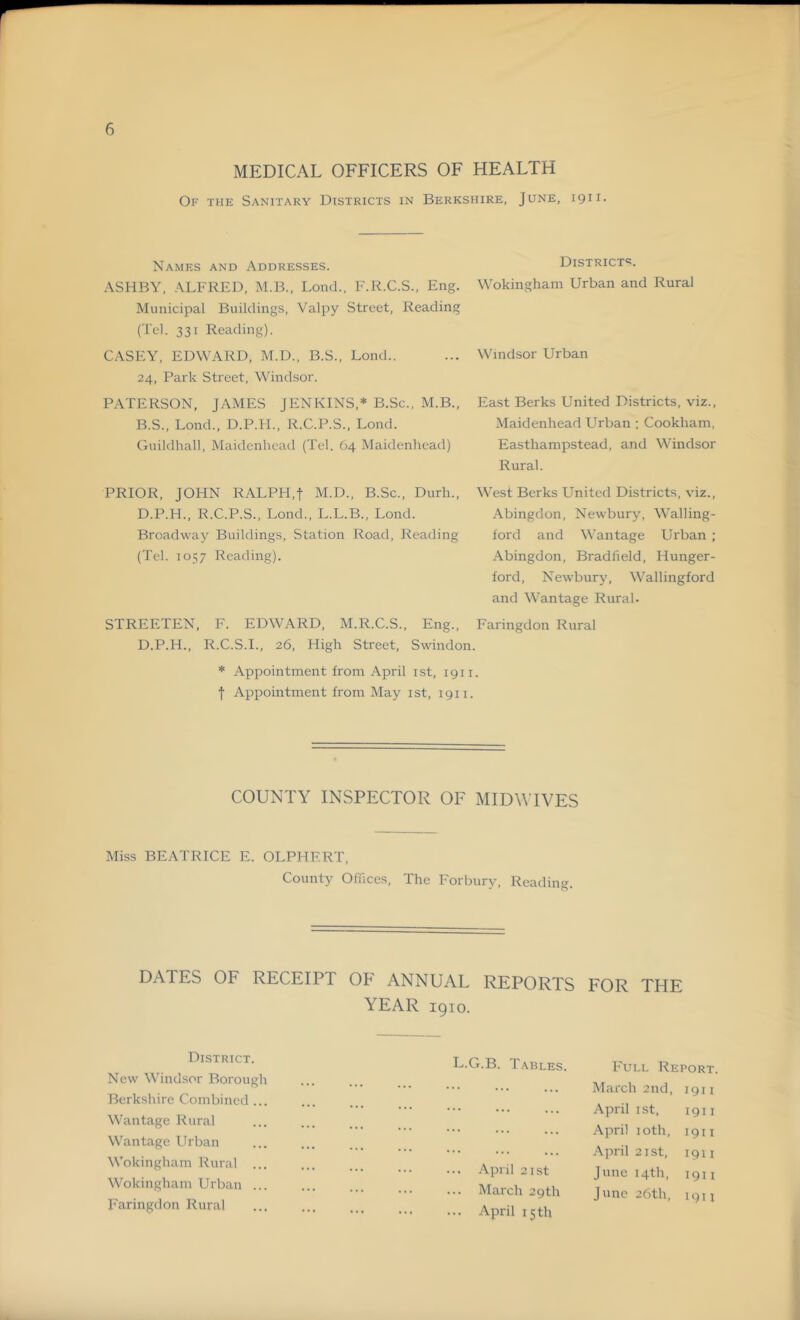 6
MEDICAL OFFICERS OF HEALTH
Of the Sanitary Districts in Berkshire, June, 1911.
Names and Addresses. Districts.
ASHBY, ALFRED, M.B., Lond., F.R.C.S., Eng. Wokingham Urban and Rural
Municipal Buildings, Valpy Street, Reading
(Tel. 331 Reading).
CASEY, EDWARD, M.D., B.S., Lond.. ... Windsor Urban
24, Park Street, Windsor.
PATERSON, JAMES JENKINS,* B.Sc., M.B., East Berks United Districts, viz.,
B.S., Lond., D.P.H., R.C.P.S., Lond. Maidenhead Urban ; Cookham,
Guildhall, Maidenhead (Tel. 64 Maidenhead) Easthampstead, and Windsor
Rural.
PRIOR, JOHN RALPH,† M.D., B.Sc., Durh., West Berks United Districts, viz.,
D.P.H., R.C.P.S., Lond., L.L.B., Lond. Abingdon, Newbury, Walling-
Broadway Buildings, Station Road, Reading ford and Wantage Urban ;
(Tel. 1057 Reading). Abingdon, Bradfield, Hunger-
ford, Newbury, Wallingford
and Wantage Rural.
STREETEN, F. EDWARD, M.R.C.S., Eng., Faringdon Rural
D.P.H., R.C.S.I., 26, High Street, Swindon.
* Appointment from April 1st, 1911.
† Appointment from May 1st, 1911.
COUNTY INSPECTOR OF MIDWIVES
Miss BEATRICE E. OLPHERT,
County Offices, The Forbury, Reading.
DATES OF RECEIPT OF ANNUAL REPORTS FOR THE
YEAR 1910.
District. L.G.B. Tables. Full Report.
New Windsor Borough ... ... ... ... ... ... March 2nd, 1911
Berkshire Combined ... ... ... ... ... ... ... April 1st, 1911
Wantage Rural ... ... ... ... ... ... ... April 10th, 1911
Wantage Urban ... ... ... ... ... ... ... April 21st, 1911
Wokingham Rural ... ... ... ... ... April 21st June 14th, 1911
Wokingham Urban ... ... ... ... ... March 29th June 26th, 1911
Faringdon Rural ... ... ... ... ... April 15th